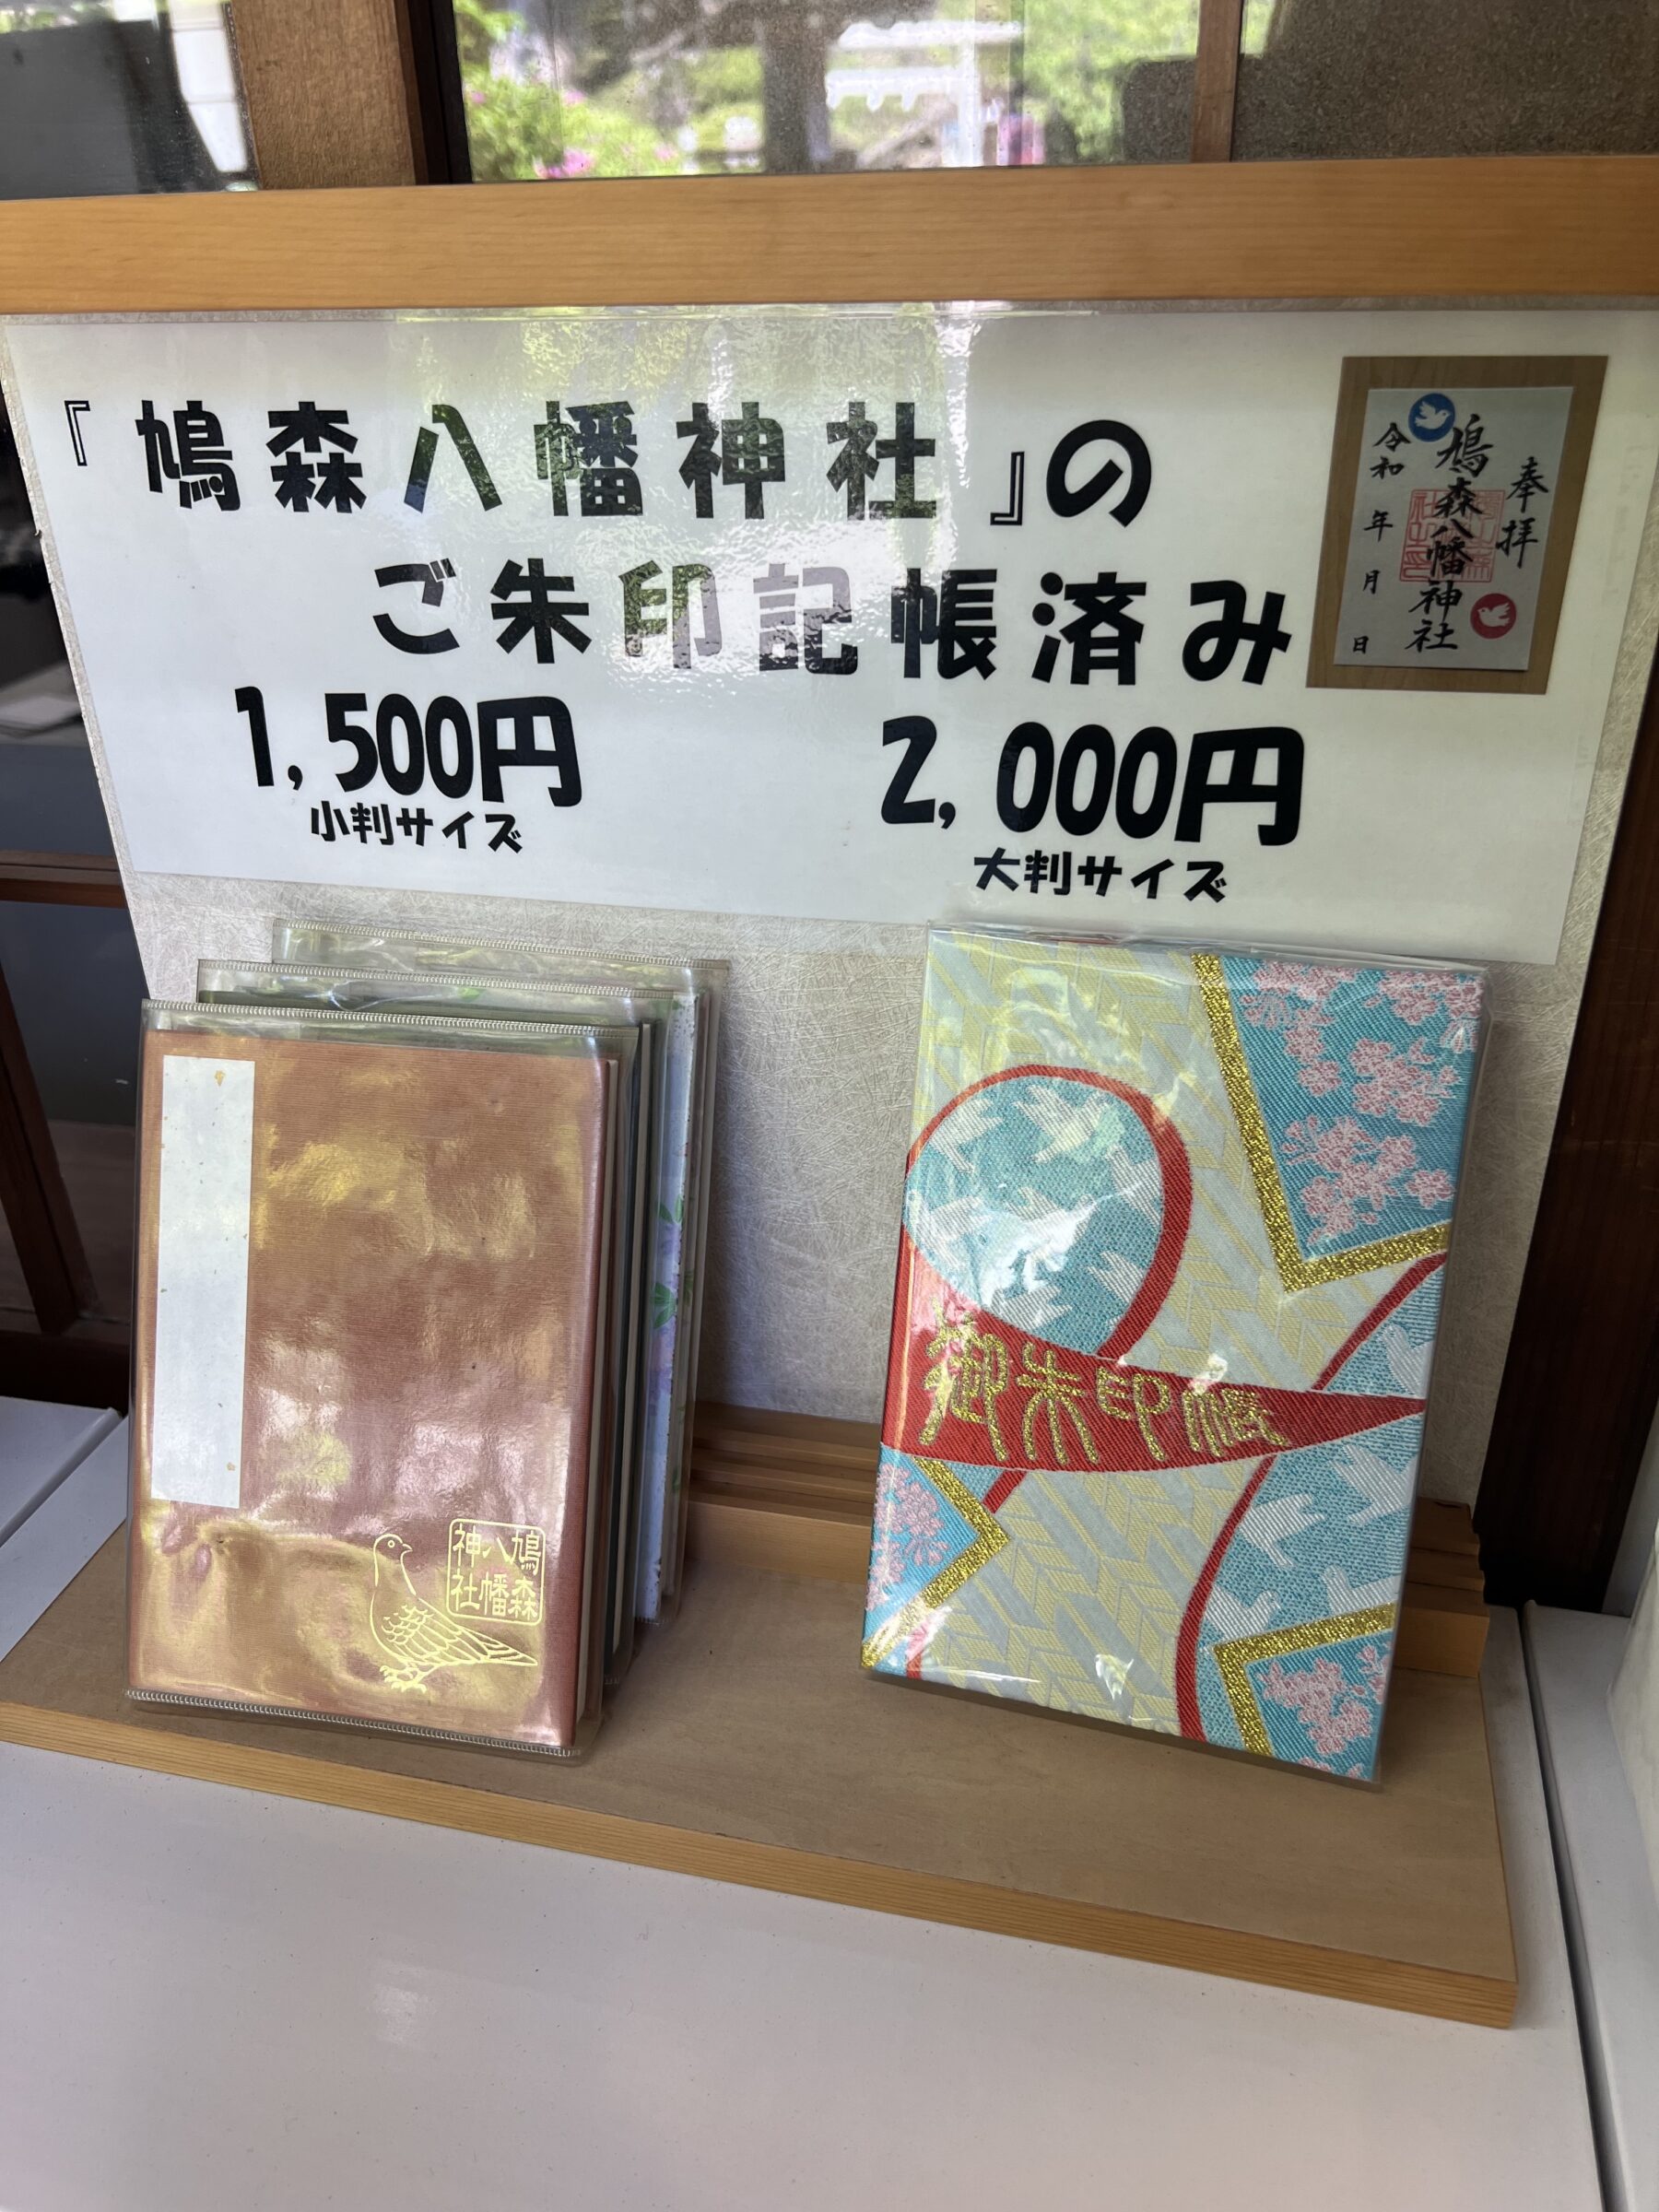 『鳩森八幡神社』の
ご朱印記帳済み
1,500円
小判サイズ
2,000円
大判サイズ
奉拝
鳩森八幡神社
令和 年 月 日
鳩森
八幡
神社
御朱印帳